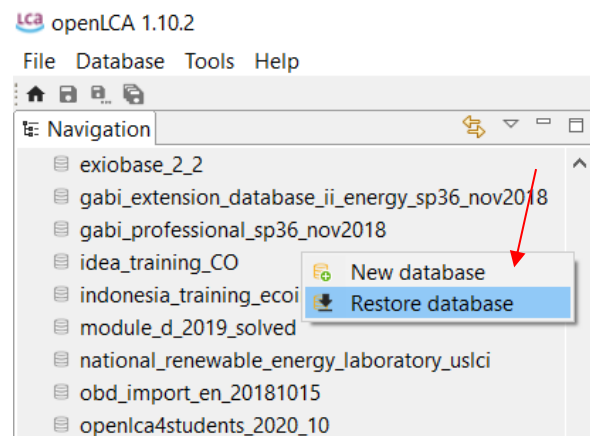 LCA openLCA 1.10.2
File Database Tools Help
Navigation
exiobase_2_2
gabi_extension_database_ii_energy_sp36_nov2018
gabi_professional_sp36_nov2018
idea_training_CO
New database
indonesia_training_ecoi
Restore database
module_d_2019_solved
national_renewable_energy_laboratory_uslci
obd_import_en_20181015
openlca4students_2020_10